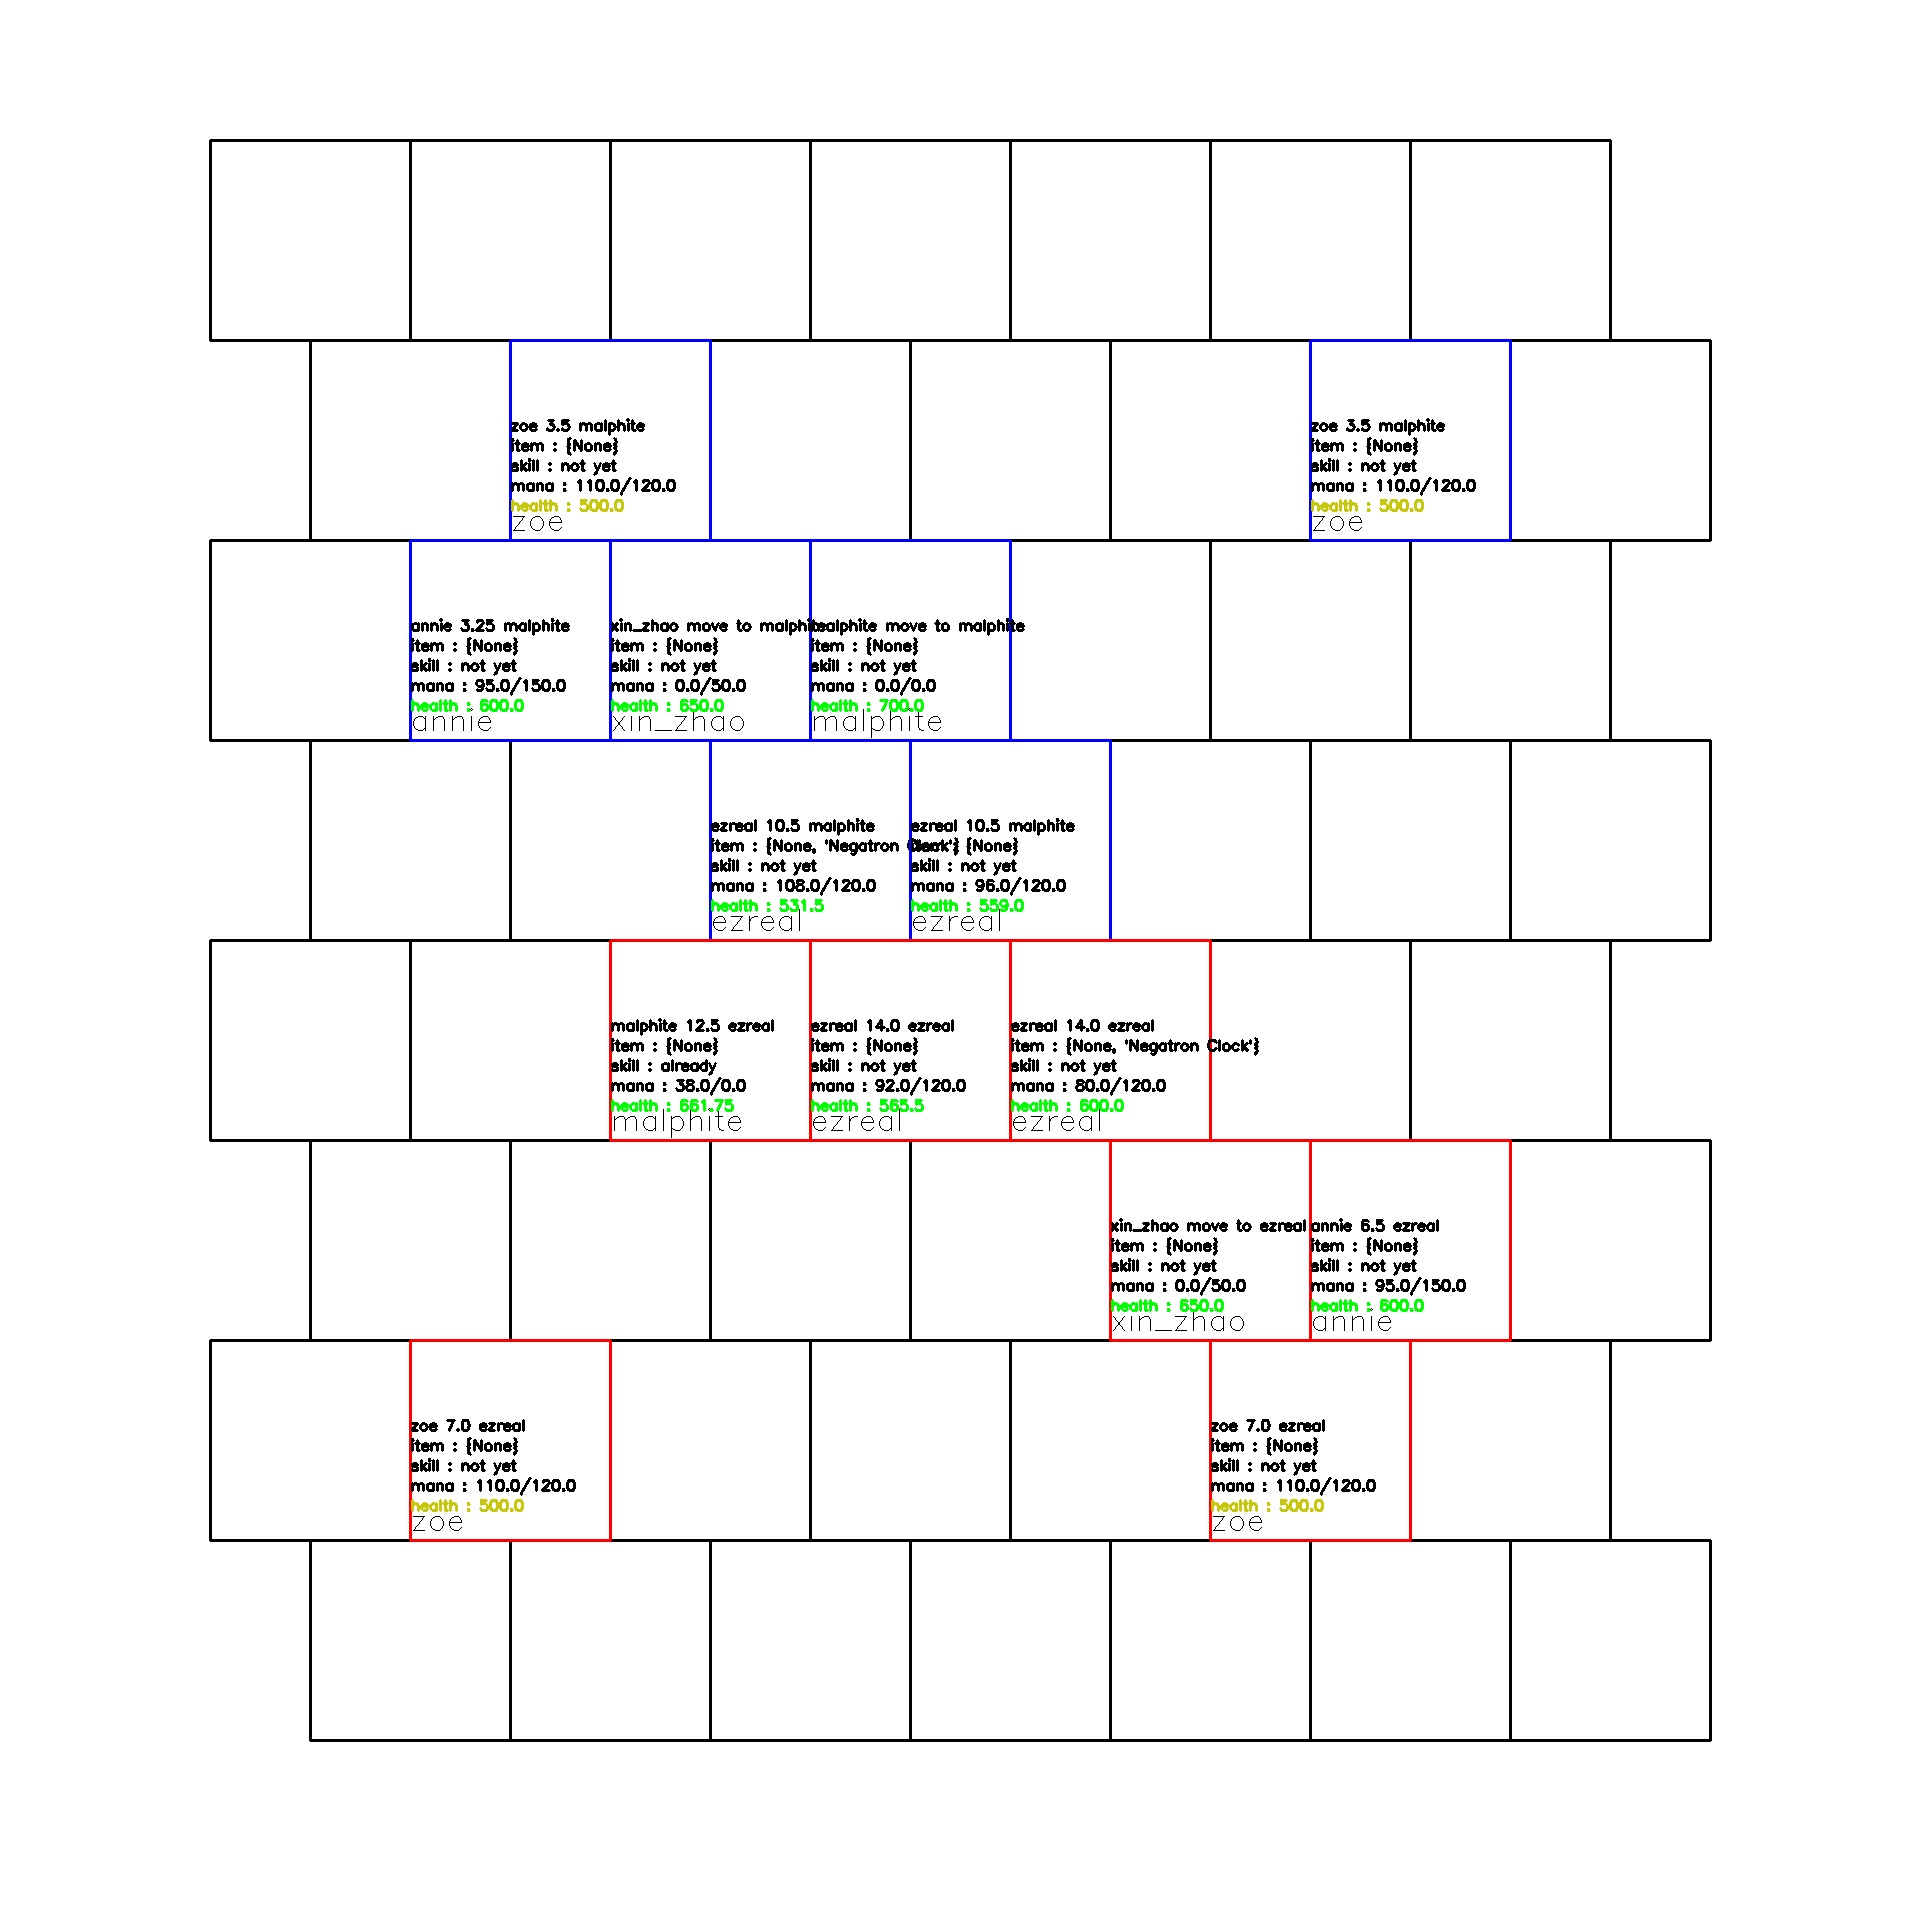 zoe 3.5 malphite
item : {None}
skill : not yet
mana : 110.0/120.0
health : 500.0
zoe
zoe 3.5 malphite
item : {None}
skill : not yet
mana : 110.0/120.0
health : 500.0
zoe
annie 3.25 malphite
item : {None}
skill : not yet
mana : 95.0/150.0
health : 600.0
annie
xin_zhao move to malphite
item : {None}
skill : not yet
mana : 0.0/50.0
health : 650.0
xin_zhao
malphite move to malphite
item : {None}
skill : not yet
mana : 0.0/0.0
health : 700.0
malphite
ezreal 10.5 malphite
item : {None, 'Negatron Clock'}
skill : not yet
mana : 108.0/120.0
health : 531.5
ezreal
ezreal 10.5 malphite
item : {None}
skill : not yet
mana : 96.0/120.0
health : 559.0
ezreal
malphite 12.5 ezreal
item : {None}
skill : already
mana : 38.0/0.0
health : 661.75
malphite
ezreal 14.0 ezreal
item : {None}
skill : not yet
mana : 92.0/120.0
health : 565.5
ezreal
ezreal 14.0 ezreal
item : {None, 'Negatron Clock'}
skill : not yet
mana : 80.0/120.0
health : 600.0
ezreal
xin_zhao move to ezreal
item : {None}
skill : not yet
mana : 0.0/50.0
health : 650.0
xin_zhao
annie 6.5 ezreal
item : {None}
skill : not yet
mana : 95.0/150.0
health : 600.0
annie
zoe 7.0 ezreal
item : {None}
skill : not yet
mana : 110.0/120.0
health : 500.0
zoe
zoe 7.0 ezreal
item : {None}
skill : not yet
mana : 110.0/120.0
health : 500.0
zoe